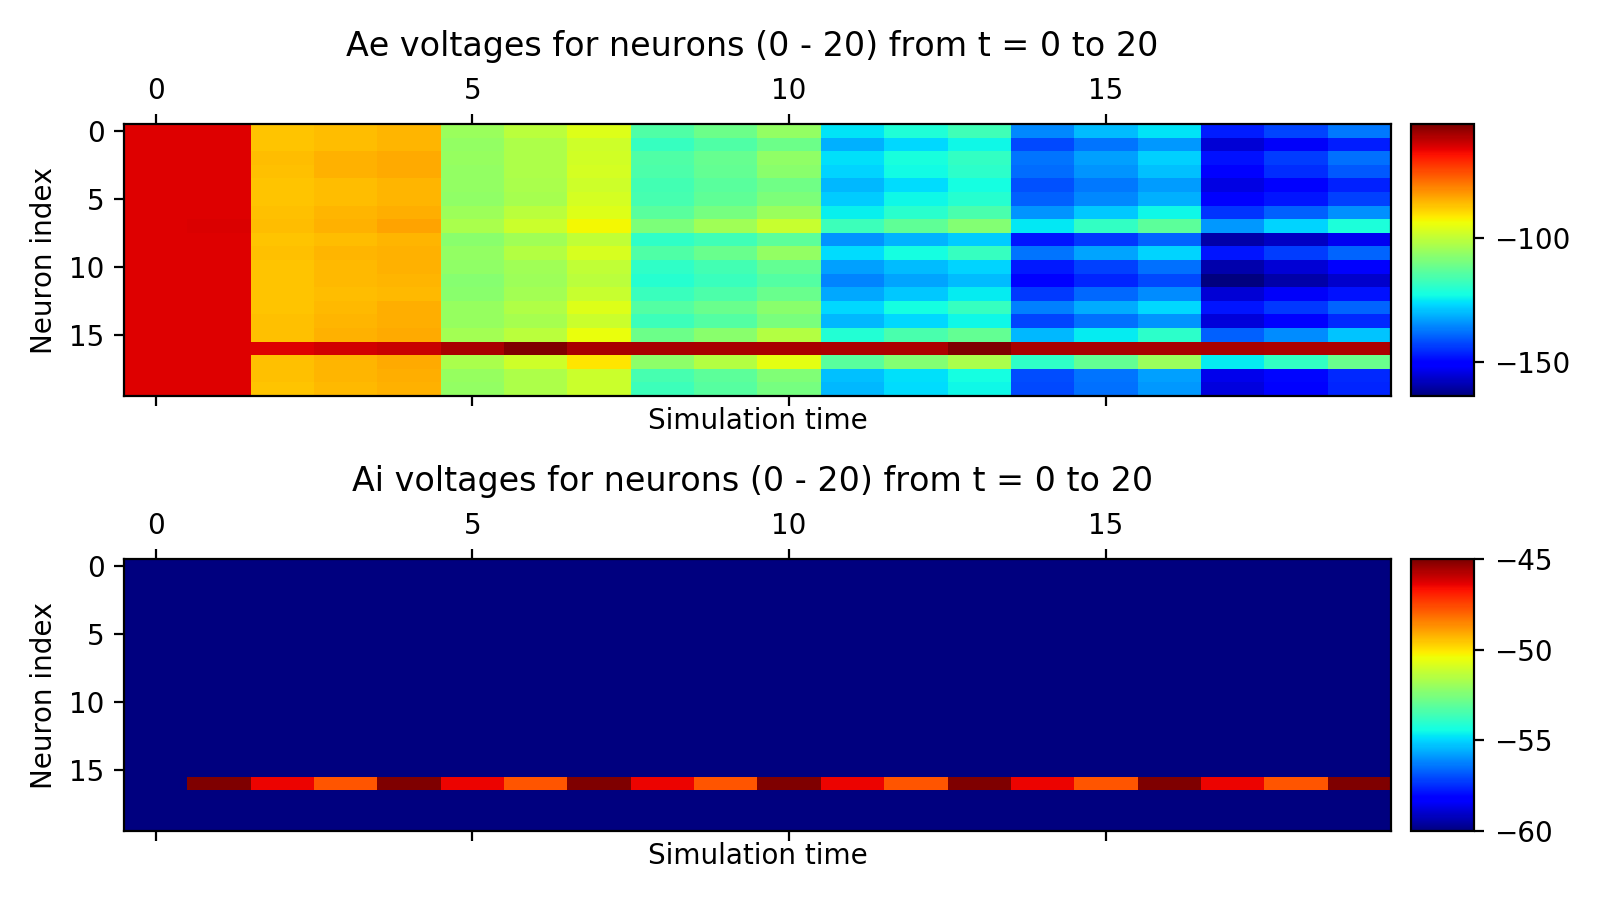 Ae voltages for neurons (0 - 20) from t = 0 to 20
0 5 10 15
Neuron index
0
5
10
15
−100
−150
Simulation time
Ai voltages for neurons (0 - 20) from t = 0 to 20
0 5 10 15
Neuron index
0
5
10
15
−45
−50
−55
−60
Simulation time